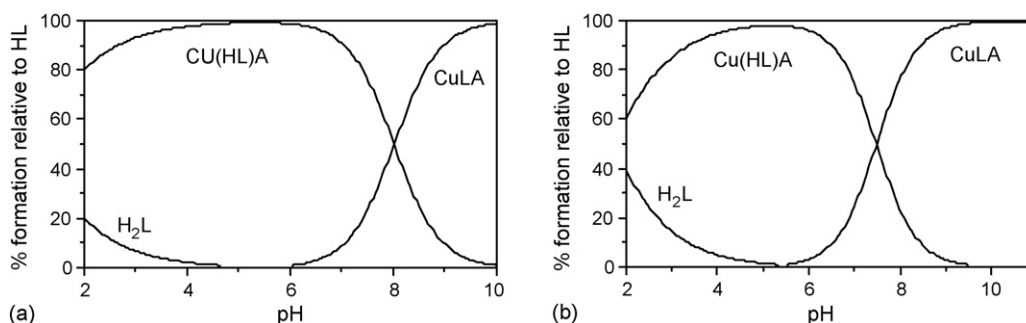 % formation relative to HL
100
80
60
40
20
0
CU(HL)A
CuLA
H₂L
2 4 6 8 10
pH
(a)
% formation relative to HL
100
80
60
40
20
0
Cu(HL)A
CuLA
H₂L
2 4 6 8 10
pH
(b)